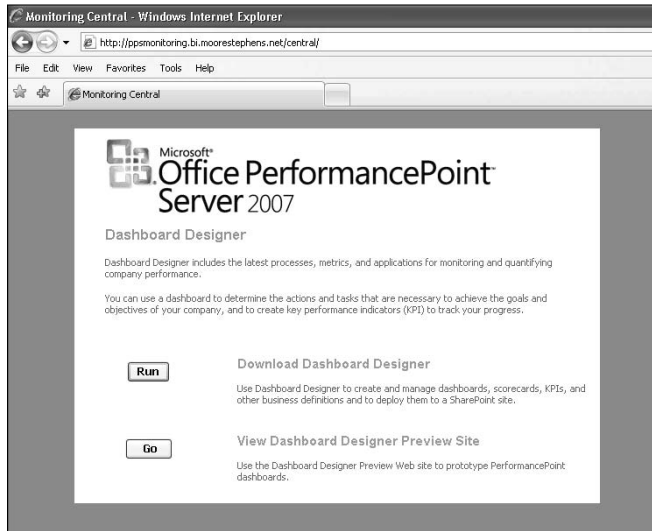 Monitoring Central - Windows Internet Explorer
http://ppsmonitoring.bi.moorestephens.net/central/
File Edit View Favorites Tools Help
Monitoring Central
Microsoft®
Office PerformancePoint™
Server 2007
Dashboard Designer
Dashboard Designer includes the latest processes, metrics, and applications for monitoring and quantifying
company performance.
You can use a dashboard to determine the actions and tasks that are necessary to achieve the goals and
objectives of your company, and to create key performance indicators (KPI) to track your progress.
Run
Download Dashboard Designer
Use Dashboard Designer to create and manage dashboards, scorecards, KPIs, and
other business definitions and to deploy them to a SharePoint site.
Go
View Dashboard Designer Preview Site
Use the Dashboard Designer Preview Web site to prototype PerformancePoint
dashboards.